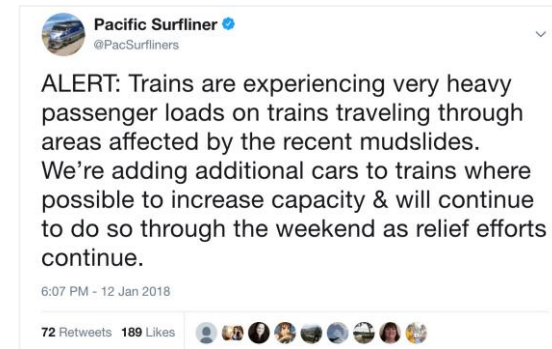 Pacific Surfliner
@PacSurfliners
ALERT: Trains are experiencing very heavy
passenger loads on trains traveling through
areas affected by the recent mudslides.
We’re adding additional cars to trains where
possible to increase capacity & will continue
to do so through the weekend as relief efforts
continue.
6:07 PM - 12 Jan 2018
72 Retweets 189 Likes